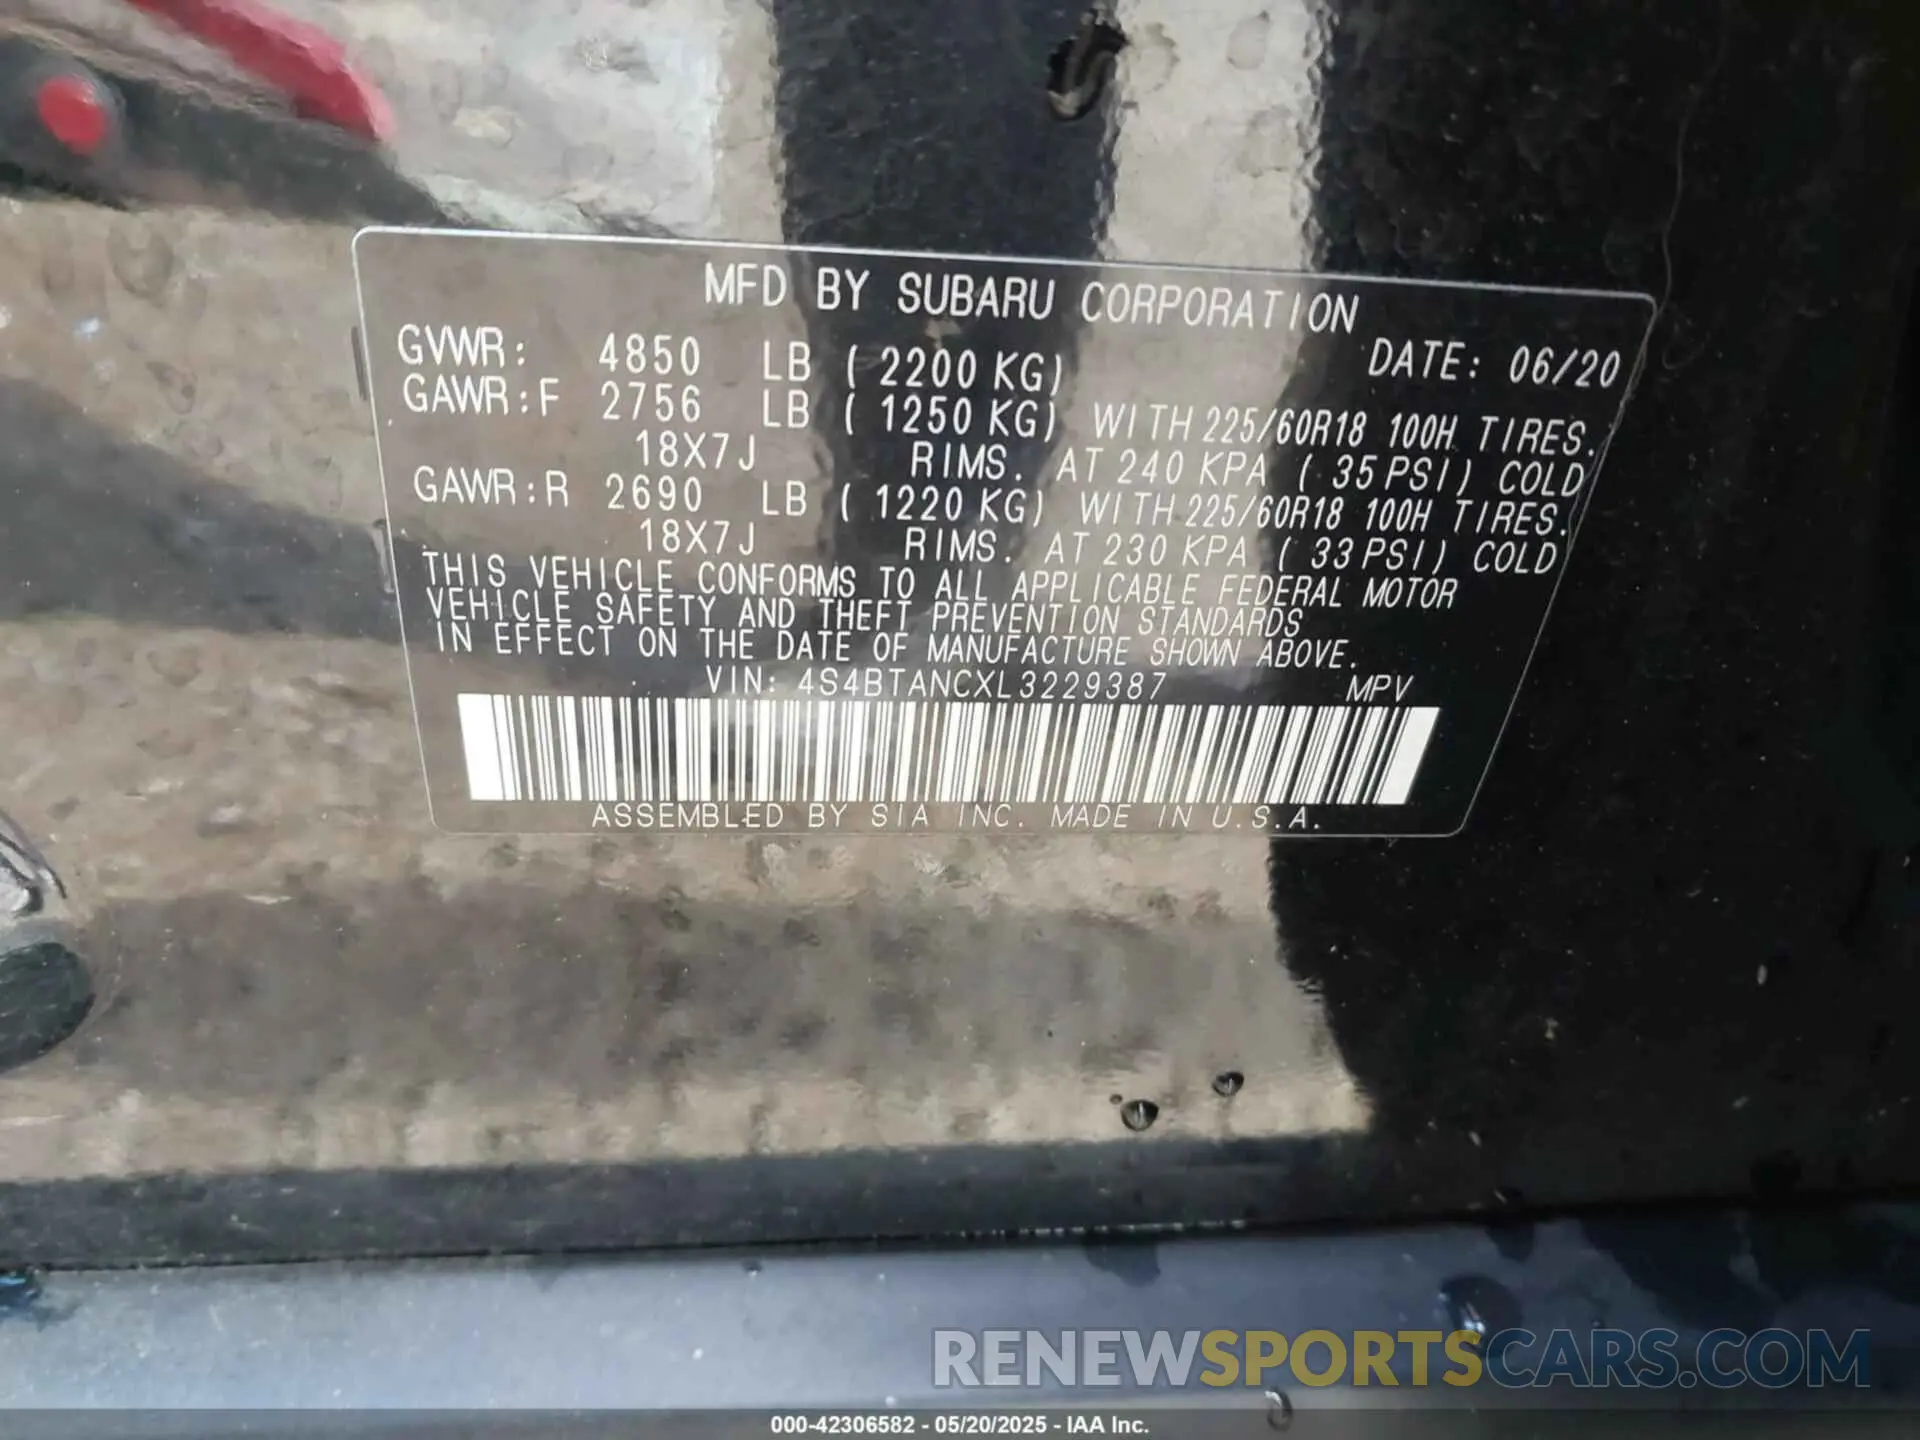 MFD BY SUBARU CORPORATION
GVWR: 4850 LB ( 2200 KG) DATE: 06/20
GAWR:F 2756 LB ( 1250 KG) WITH 225/60R18 100H TIRES.
18X7J RIMS. AT 240 KPA ( 35 PSI) COLD
GAWR:R 2690 LB ( 1220 KG) WITH 225/60R18 100H TIRES.
18X7J RIMS. AT 230 KPA ( 33 PSI) COLD
THIS VEHICLE CONFORMS TO ALL APPLICABLE FEDERAL MOTOR
VEHICLE SAFETY AND THEFT PREVENTION STANDARDS
IN EFFECT ON THE DATE OF MANUFACTURE SHOWN ABOVE.
VIN: 4S4BTANCXL3229387 MPV
ASSEMBLED BY SIA INC. MADE IN U.S.A.
RENEWSPORTSCARS.COM
000-42306582 - 05/20/2025 - IAA Inc.